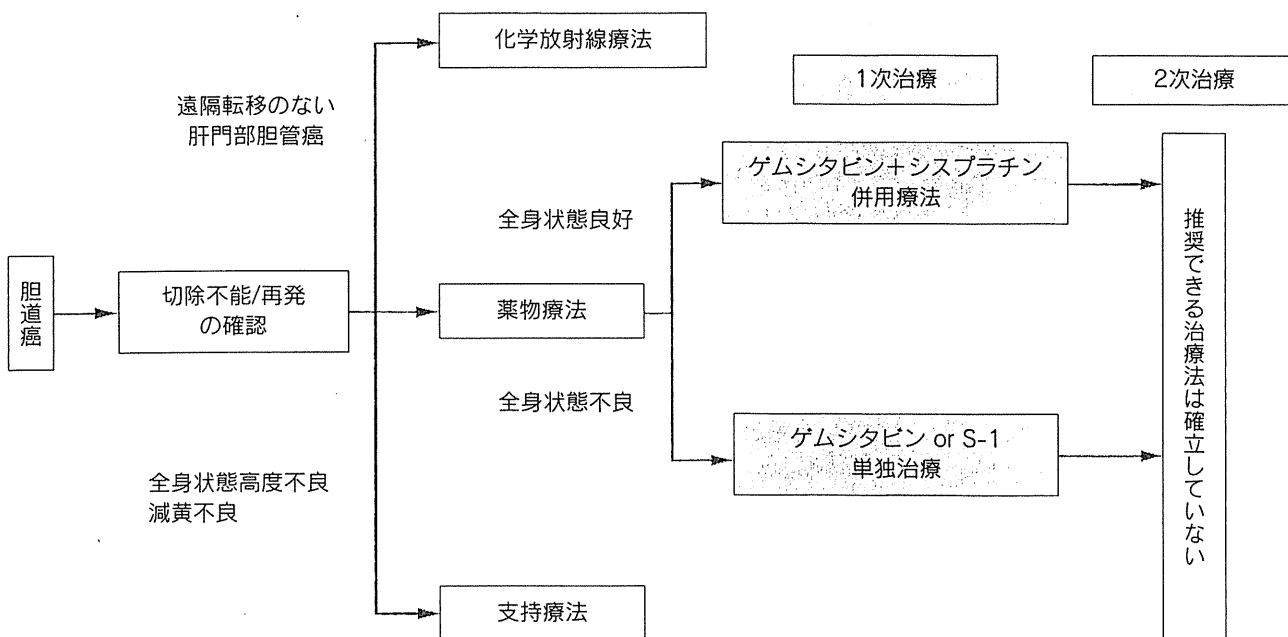 化学放射線療法
1次治療
2次治療
遠隔転移のない
肝門部胆管癌
ゲムシタビン+シスプラチン
併用療法
全身状態良好
胆道癌
切除不能/再発
の確認
薬物療法
推奨できる治療法は確立していない
全身状態不良
ゲムシタビン or S-1
単独治療
全身状態高度不良
減黄不良
支持療法